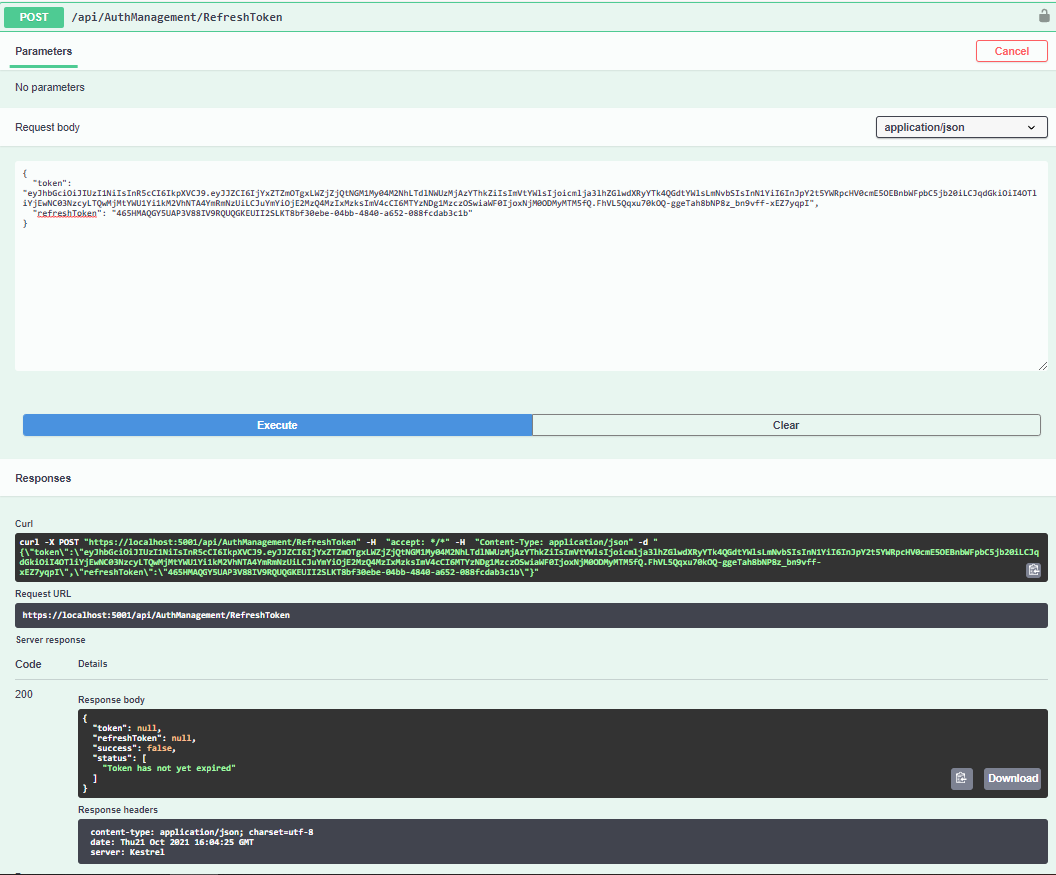 POST /api/AuthManagement/RefreshToken
Parameters
Cancel
No parameters
Request body
application/json
{
"token":
"eyJhbGciOiJIUzI1NiIsInR5cCI6IkpXVCJ9.eyJJZCI6IjYxZTZmOTgxLWZjZjQtNGM1My04M2NhLTdlNWUzMjAzYThkZiIsImVtYWlsIjoicmlja3lhZGlwdXRyYTk4QGdtYWlsLmNvbSIsInN1YiI6InJpY2t5YWRpcHV0cmE5OEBnbWFpbC5jb20iLCJqdGkiOiI4OTl
iYjEwNC03NzcyLTQwMjMtYWU1Yi1kM2VhNTA4YmRmNzUiLCJuYmYiOjE2MzQ4MzIxMzksImV4cCI6MTYzNDg1MzczOSwiaWF0IjoxNjM0ODMyMTM5fQ.FhVL5Qqxu70kOQ-ggeTah8bNP8z_bn9vff-xEZ7yqpI",
"refreshToken": "465HMAQGY5UAP3V88IV9RQUQGKEUII2SLKT8bf30ebe-04bb-4840-a652-088fcdab3c1b"
}
Execute
Clear
Responses
Curl
curl -X POST "https://localhost:5001/api/AuthManagement/RefreshToken" -H  "accept: */*" -H  "Content-Type: application/json" -d "
{\"token\":\"eyJhbGciOiJIUzI1NiIsInR5cCI6IkpXVCJ9.eyJJZCI6IjYxZTZmOTgxLWZjZjQtNGM1My04M2NhLTdlNWUzMjAzYThkZiIsImVtYWlsIjoicmlja3lhZGlwdXRyYTk4QGdtYWlsLmNvbSIsInN1YiI6InJpY2t5YWRpcHV0cmE5OEBnbWFpbC5jb20iLCJq
dGkiOiI4OTliYjEwNC03NzcyLTQwMjMtYWU1Yi1kM2VhNTA4YmRmNzUiLCJuYmYiOjE2MzQ4MzIxMzksImV4cCI6MTYzNDg1MzczOSwiaWF0IjoxNjM0ODMyMTM5fQ.FhVL5Qqxu70kOQ-ggeTah8bNP8z_bn9vff-
xEZ7yqpI\",\"refreshToken\":\"465HMAQGY5UAP3V88IV9RQUQGKEUII2SLKT8bf30ebe-04bb-4840-a652-088fcdab3c1b\"}"
Request URL
https://localhost:5001/api/AuthManagement/RefreshToken
Server response
Code Details
200
Response body
{
"token": null,
"refreshToken": null,
"success": false,
"status": [
"Token has not yet expired"
]
}
Download
Response headers
content-type: application/json; charset=utf-8
date: Thu21 Oct 2021 16:04:25 GMT
server: Kestrel